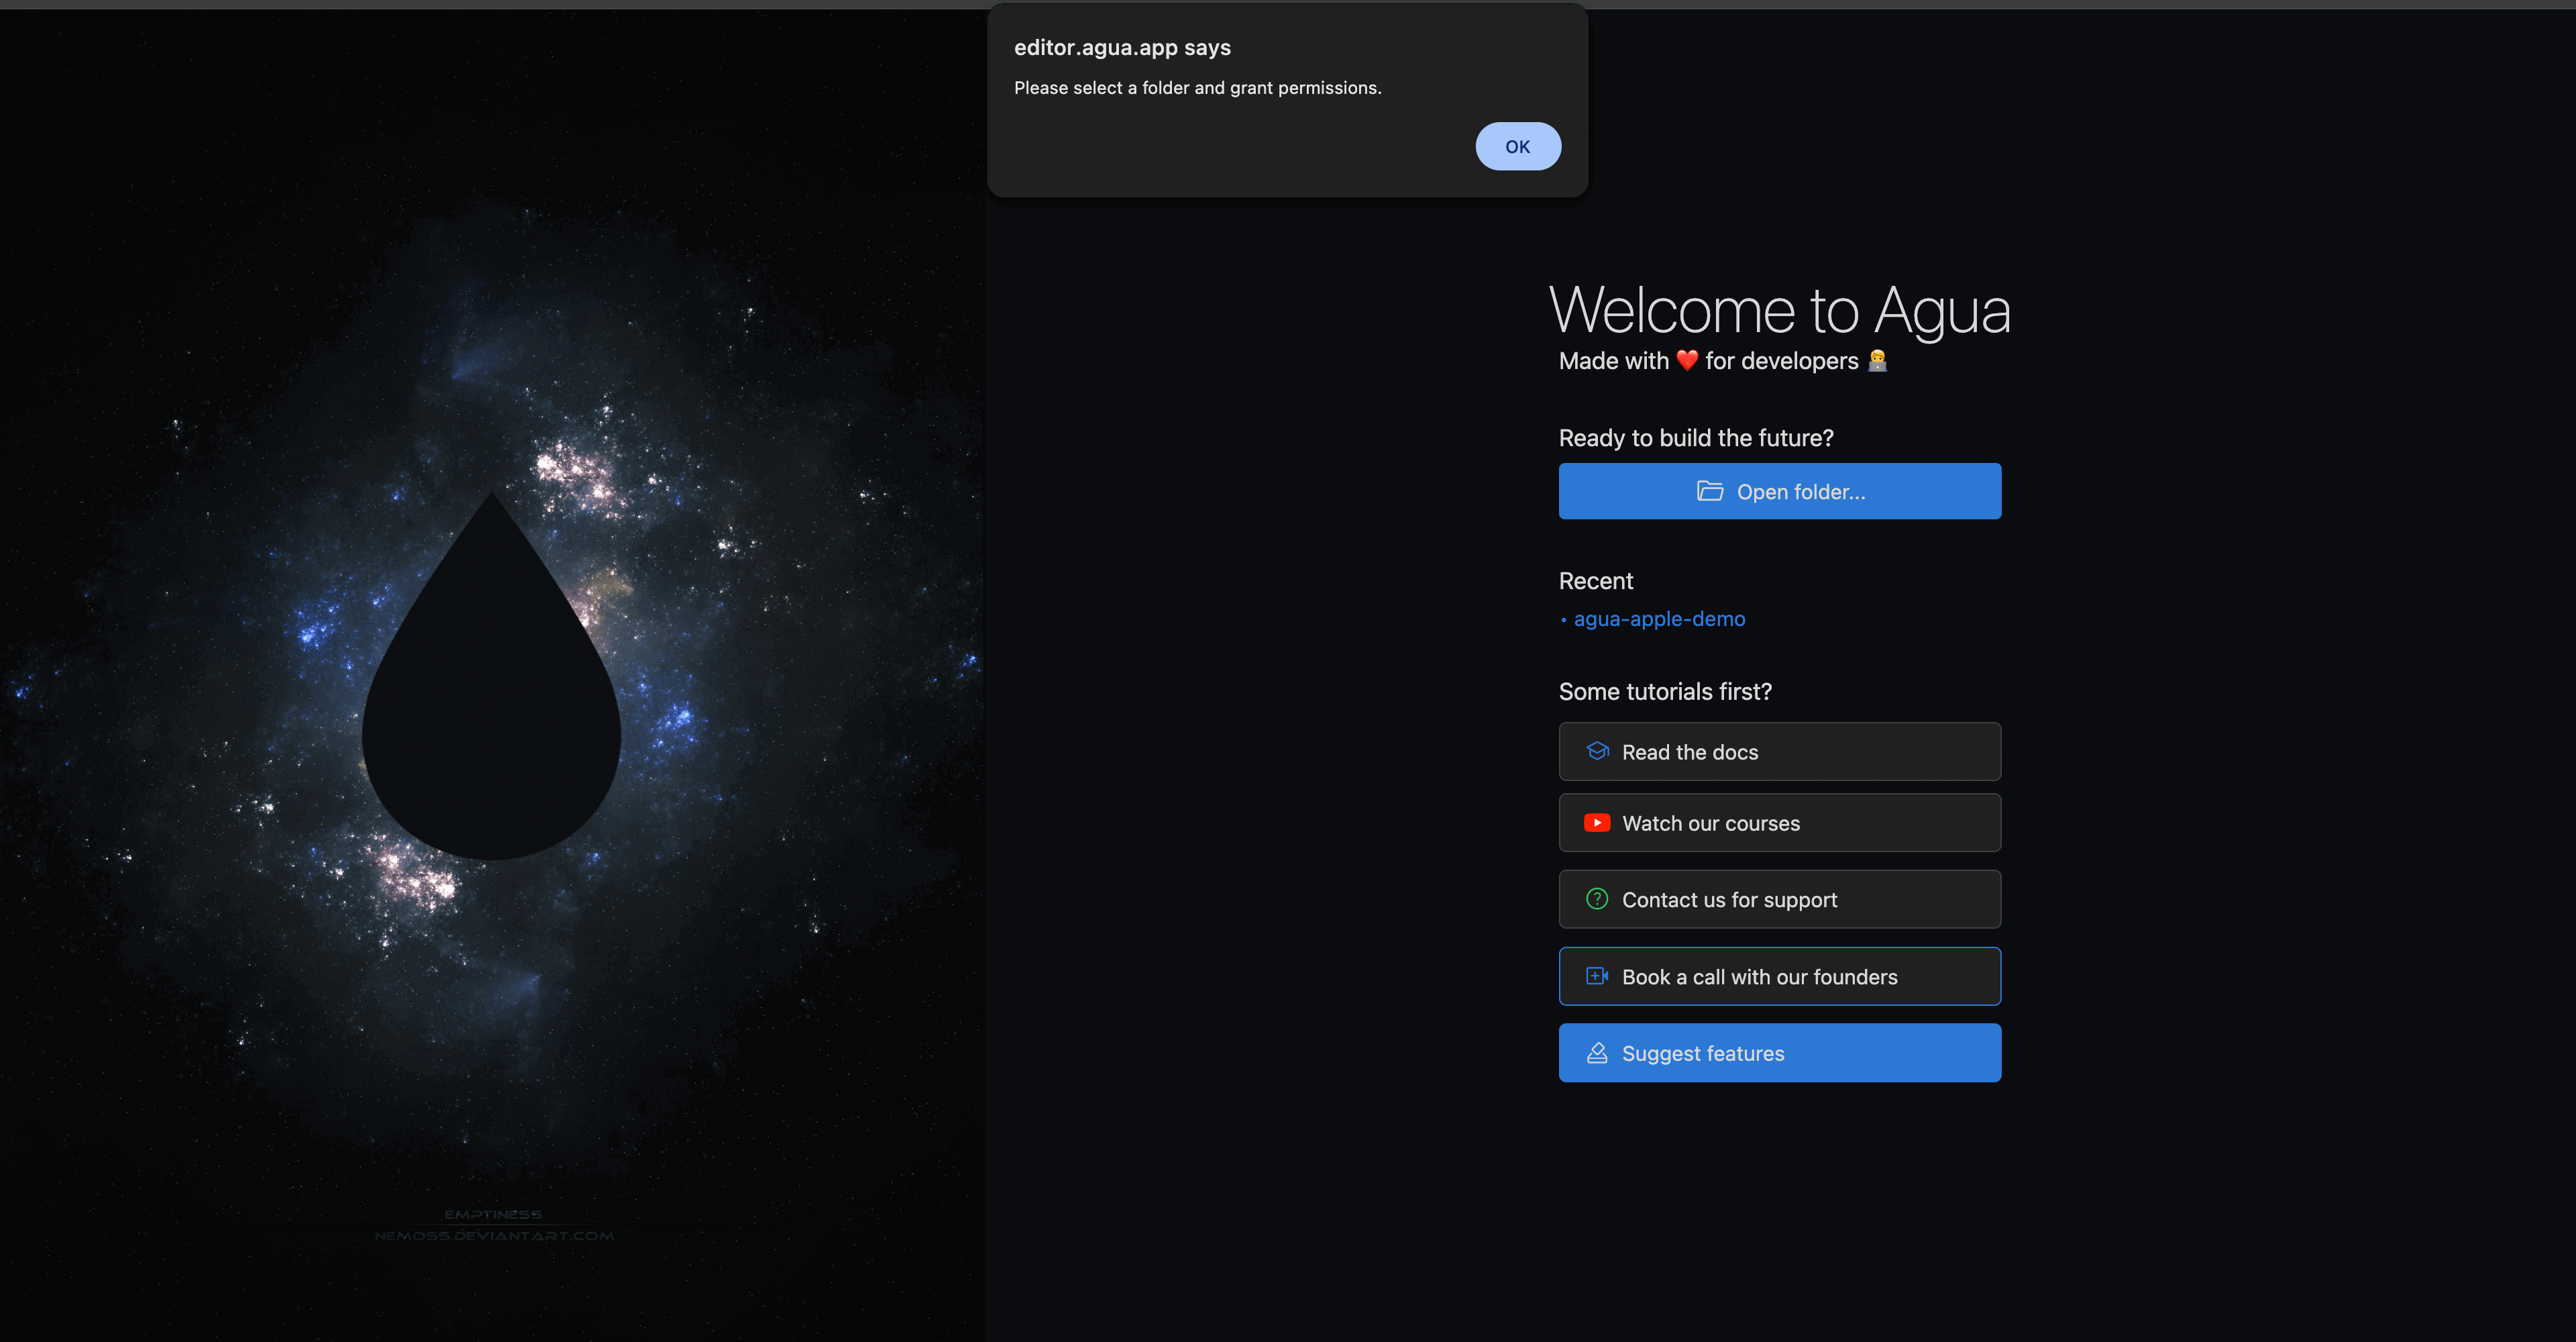 editor.agua.app says
Please select a folder and grant permissions.
OK
Welcome to Agua
Made with ❤️ for developers 👨‍💻
Ready to build the future?
Open folder...
Recent
• agua-apple-demo
Some tutorials first?
Read the docs
Watch our courses
Contact us for support
Book a call with our founders
Suggest features
EMPTINESS
NEMOSS.DEVIANTART.COM